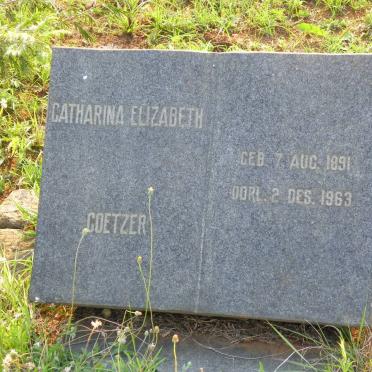 CATHARINA ELIZABETH
COETZER
GEB. 7 AUG. 1891
OORL. 2 DES. 1963